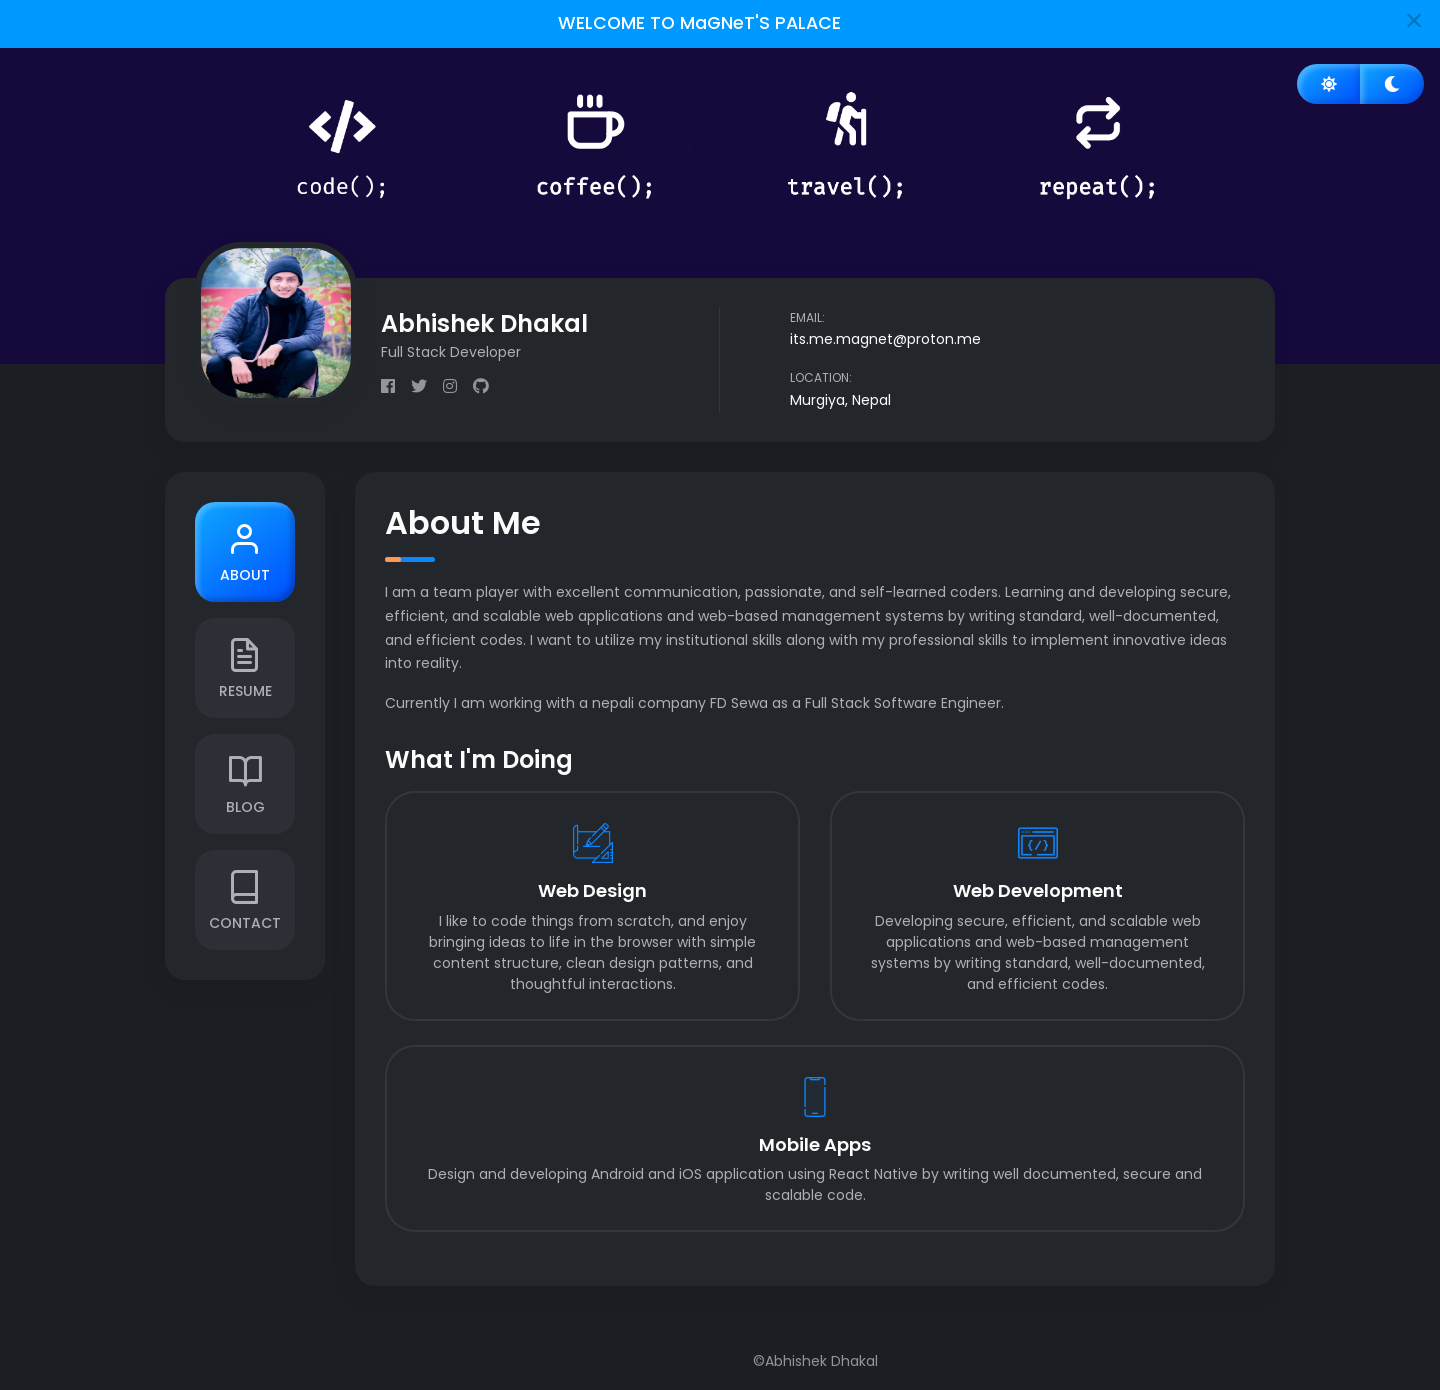 WELCOME TO MaGNeT'S PALACE
code();
coffee();
travel();
repeat();
Abhishek Dhakal
Full Stack Developer
EMAIL:
its.me.magnet@proton.me
LOCATION:
Murgiya, Nepal
ABOUT
RESUME
BLOG
CONTACT
About Me
I am a team player with excellent communication, passionate, and self-learned coders. Learning and developing secure,
efficient, and scalable web applications and web-based management systems by writing standard, well-documented,
and efficient codes. I want to utilize my institutional skills along with my professional skills to implement innovative ideas
into reality.
Currently I am working with a nepali company FD Sewa as a Full Stack Software Engineer.
What I'm Doing
Web Design
I like to code things from scratch, and enjoy
bringing ideas to life in the browser with simple
content structure, clean design patterns, and
thoughtful interactions.
Web Development
Developing secure, efficient, and scalable web
applications and web-based management
systems by writing standard, well-documented,
and efficient codes.
Mobile Apps
Design and developing Android and iOS application using React Native by writing well documented, secure and
scalable code.
©Abhishek Dhakal